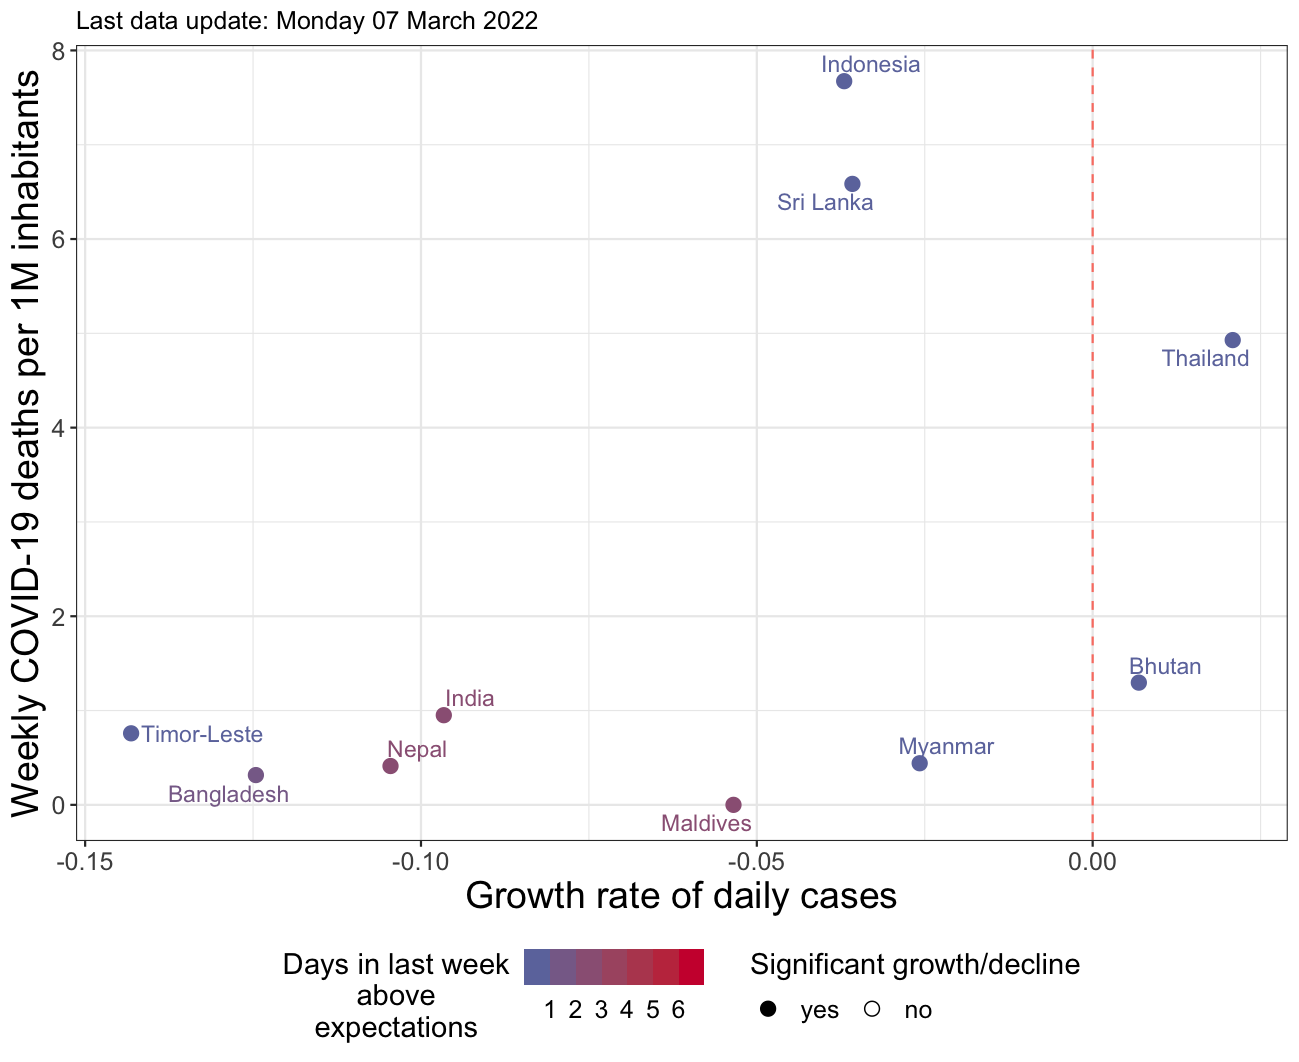 Last data update: Monday 07 March 2022
Weekly COVID-19 deaths per 1M inhabitants
8
6
4
2
0
Indonesia
Sri Lanka
Thailand
Bhutan
India
Timor-Leste
Myanmar
Nepal
Bangladesh
Maldives
-0.15 -0.10 -0.05 0.00
Growth rate of daily cases
Days in last week
above
expectations
1 2 3 4 5 6
Significant growth/decline
yes no